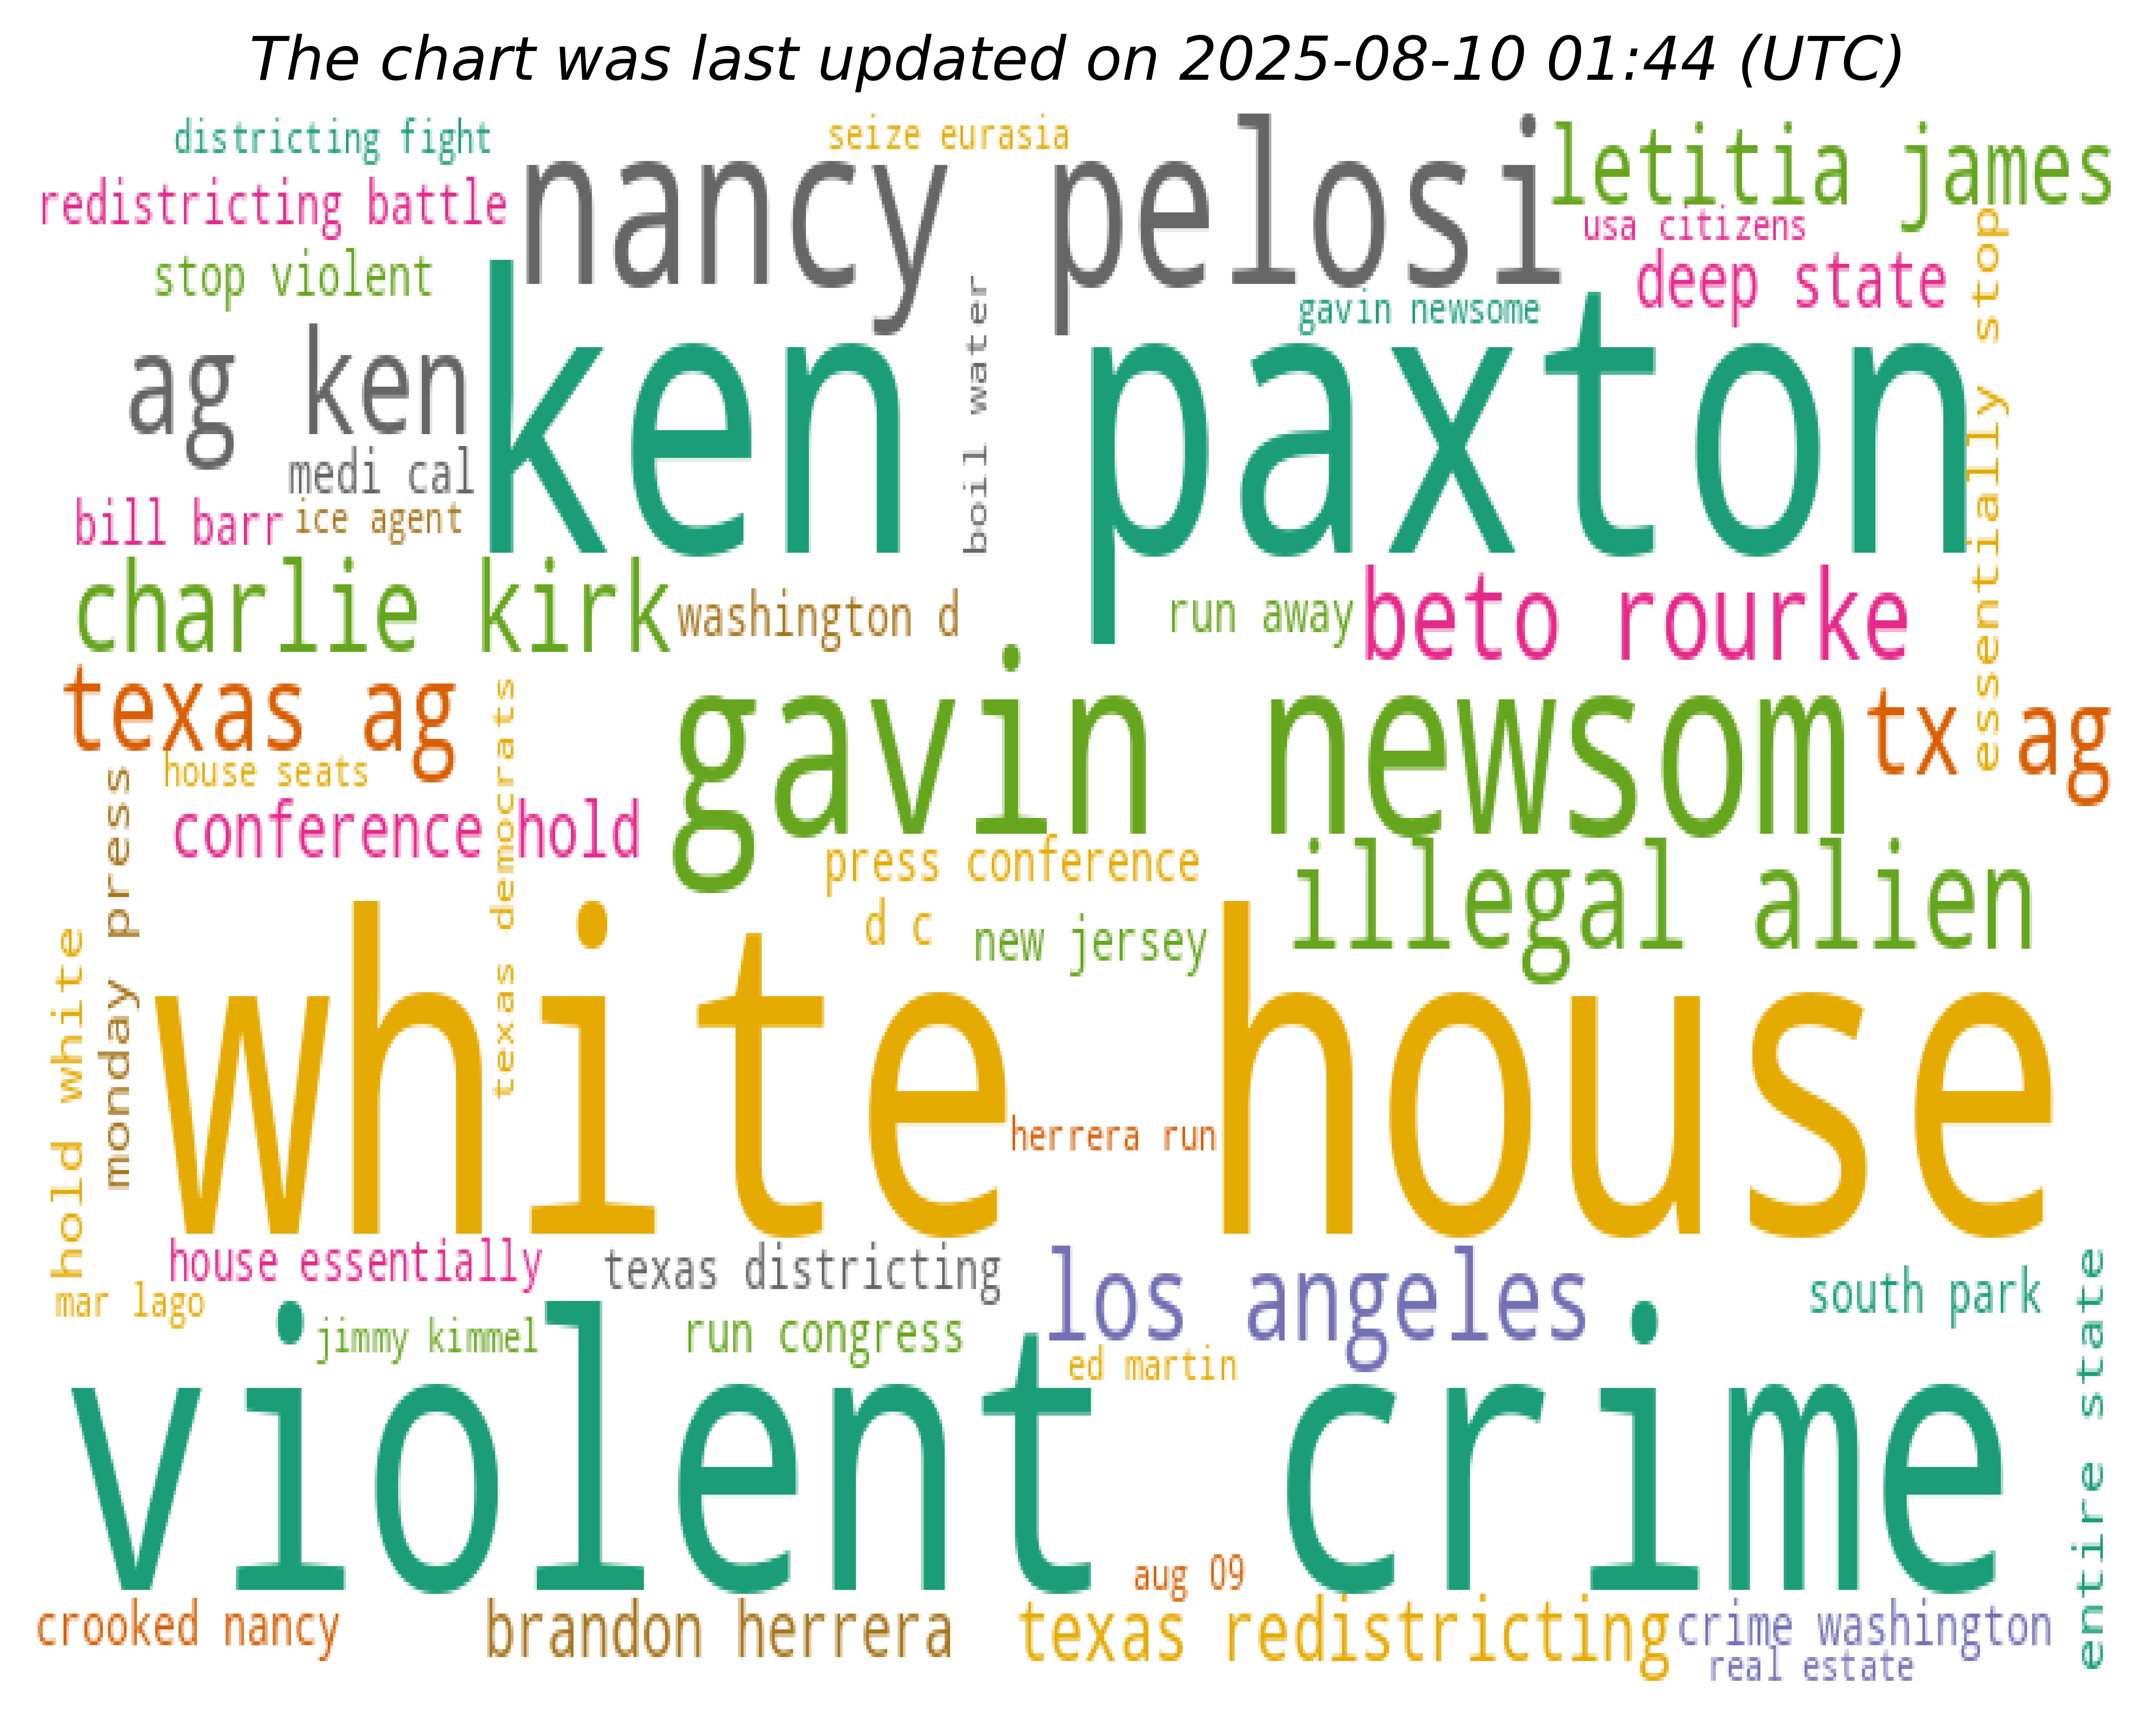 The chart was last updated on 2025-08-10 01:44 (UTC)
districting fight
seize eurasia
nancy pelosi
letitia james
redistricting battle
usa citizens
stop violent
deep state
gavin newsome
essentially stop
boil water
ken paxton
ag ken
medi cal
bill barr
ice agent
charlie kirk
washington d
run away
beto rourke
texas ag
gavin newsom
tx ag
house seats
texas democrats
monday press
conference hold
press conference
illegal alien
d c
new jersey
hold white
white house
herrera run
house essentially
texas districting
los angeles
south park
entire state
mar lago
jimmy kimmel
run congress
ed martin
violent crime
aug 09
crooked nancy
brandon herrera
texas redistricting
crime washington
real estate